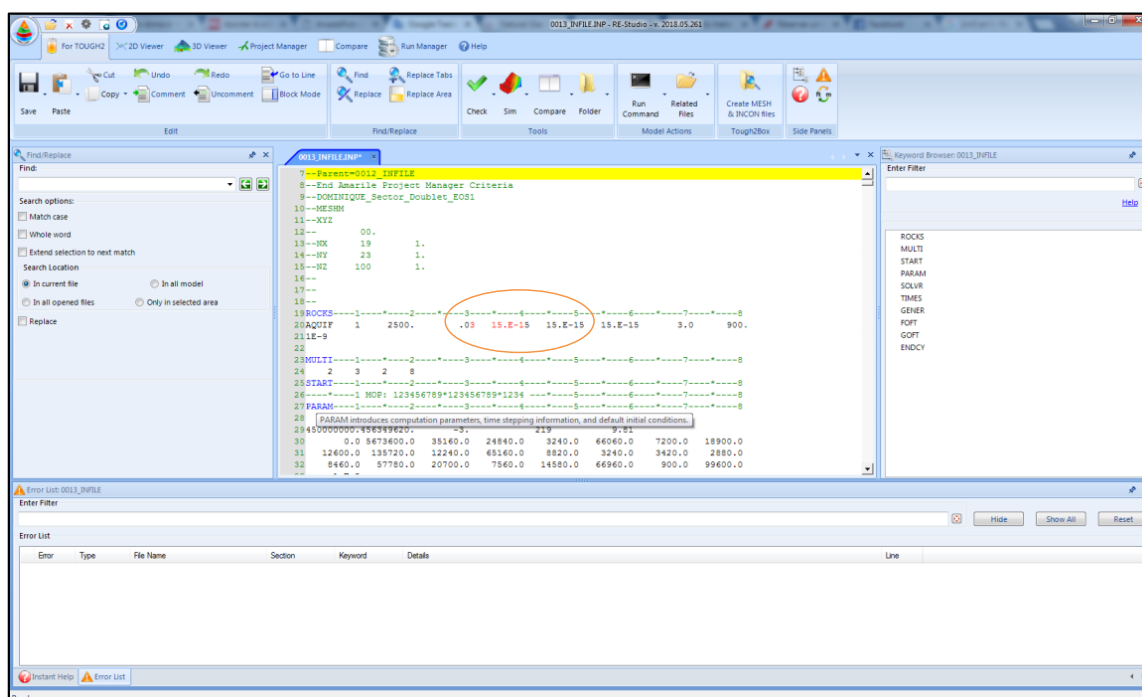 0013_INFILE.INP - RE-Studio - v. 2018.05.261
For TOUGH2 2D Viewer 3D Viewer Project Manager Compare Run Manager Help
Save Paste Cut Copy Undo Comment Redo Uncomment Go to Line Block Mode
Find Replace Replace Tabs Replace Area
Check Sim Compare Folder Run Command Related Files Create MESH & INCON files
Edit Find/Replace Tools Model Actions Tough2Box Side Panels
Find/Replace
Find:
Search options:
Match case
Whole word
Extend selection to next match
Search Location
In current file In all model
In all opened files Only in selected area
Replace
0013_INFILE.INP*
7--Parent=0012_INFILE
8--End Amarile Project Manager Criteria
9--DOMINIQUE_Sector_Doublet_EOS1
10--MESHM
11--XYZ
12-- 00.
13--NX 19 1.
14--NY 23 1.
15--NZ 100 1.
16--
17--
18--
19ROCKS----1----*----2----*----3----*----4----*----5----*----6----*----7----*----8
20AQUIF 1 2500. .03 15.E-15 15.E-15 15.E-15 3.0 900.
211E-9
22
23MULTI----1----*----2----*----3----*----4----*----5----*----6----*----7----*----8
24 2 3 2 8
25START----1----*----2----*----3----*----4----*----5----*----6----*----7----*----8
26----*----1 MOP: 123456789*123456789*1234 ---*----5----*----6----*----7----*----8
27PARAM----1----*----2----*----3----*----4----*----5----*----6----*----7----*----8
28
PARAM introduces computation parameters, time stepping information, and default initial conditions.
29450000000.456349620. -3. 219 9.81
30 0.0 5673600.0 35160.0 24840.0 3240.0 66060.0 7200.0 18900.0
31 12600.0 135720.0 12240.0 65160.0 8820.0 3240.0 3420.0 2880.0
32 8460.0 57780.0 20700.0 7560.0 14580.0 66960.0 900.0 99600.0
Keyword Browser: 0013_INFILE
Enter Filter
Help
ROCKS
MULTI
START
PARAM
SOLVR
TIMES
GENER
FOFT
GOFT
ENDCY
Error List: 0013_INFILE
Enter Filter
Hide Show All Reset
Error List
Error Type File Name Section Keyword Details Line
Instant Help Error List